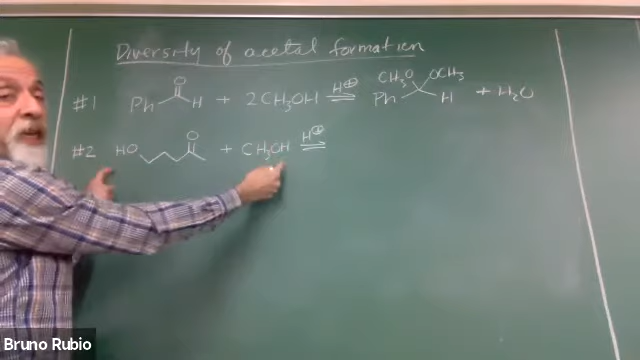 Diversity of acetal formation
CH₃O OCH₃
#1 Ph O H + 2CH₃OH H⊕ ⇌ Ph H + H₂O
#2 HO O + CH₃OH H⊕ ⇌
Bruno Rubio